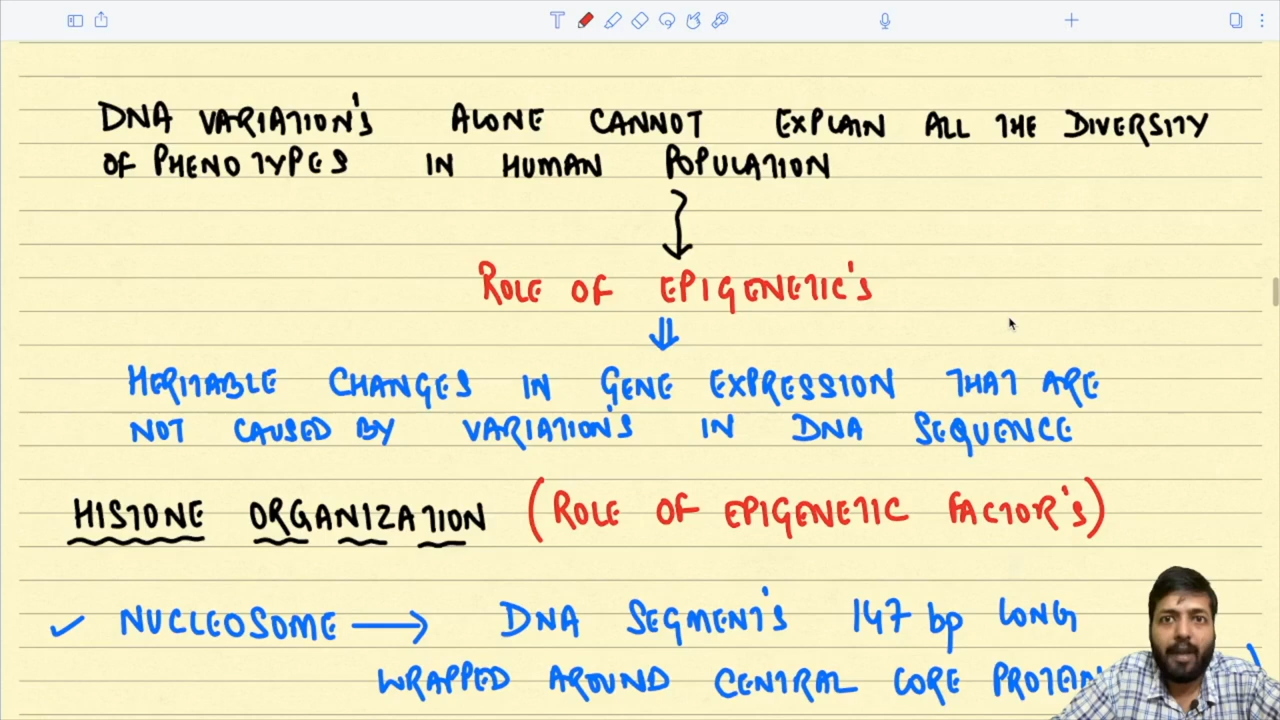 DNA VARIATION'S ALONE CANNOT EXPLAIN ALL THE DIVERSITY
OF PHENOTYPES IN HUMAN POPULATION
ROLE OF EPIGENETIC'S
HERITABLE CHANGES IN GENE EXPRESSION THAT ARE
NOT CAUSED BY VARIATION'S IN DNA SEQUENCE
HISTONE ORGANIZATION (ROLE OF EPIGENETIC FACTOR'S)
NUCLEOSOME → DNA SEGMENT'S 147 bp LONG
WRAPPED AROUND CENTRAL CORE PROTEIN